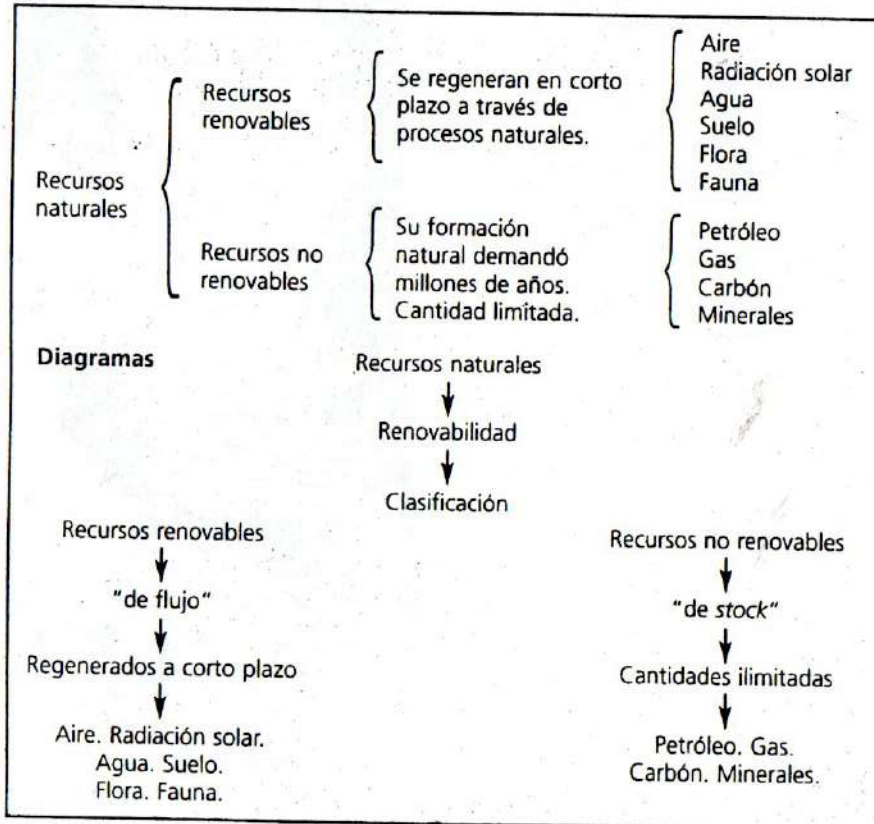 Recursos
naturales
Recursos
renovables
Se regeneran en corto
plazo a través de
procesos naturales.
Aire
Radiación solar
Agua
Suelo
Flora
Fauna
Recursos no
renovables
Su formación
natural demandó
millones de años.
Cantidad limitada.
Petróleo
Gas
Carbón
Minerales
Diagramas
Recursos naturales
Renovabilidad
Clasificación
Recursos renovables
"de flujo"
Regenerados a corto plazo
Aire. Radiación solar.
Agua. Suelo.
Flora. Fauna.
Recursos no renovables
"de stock"
Cantidades ilimitadas
Petróleo. Gas.
Carbón. Minerales.